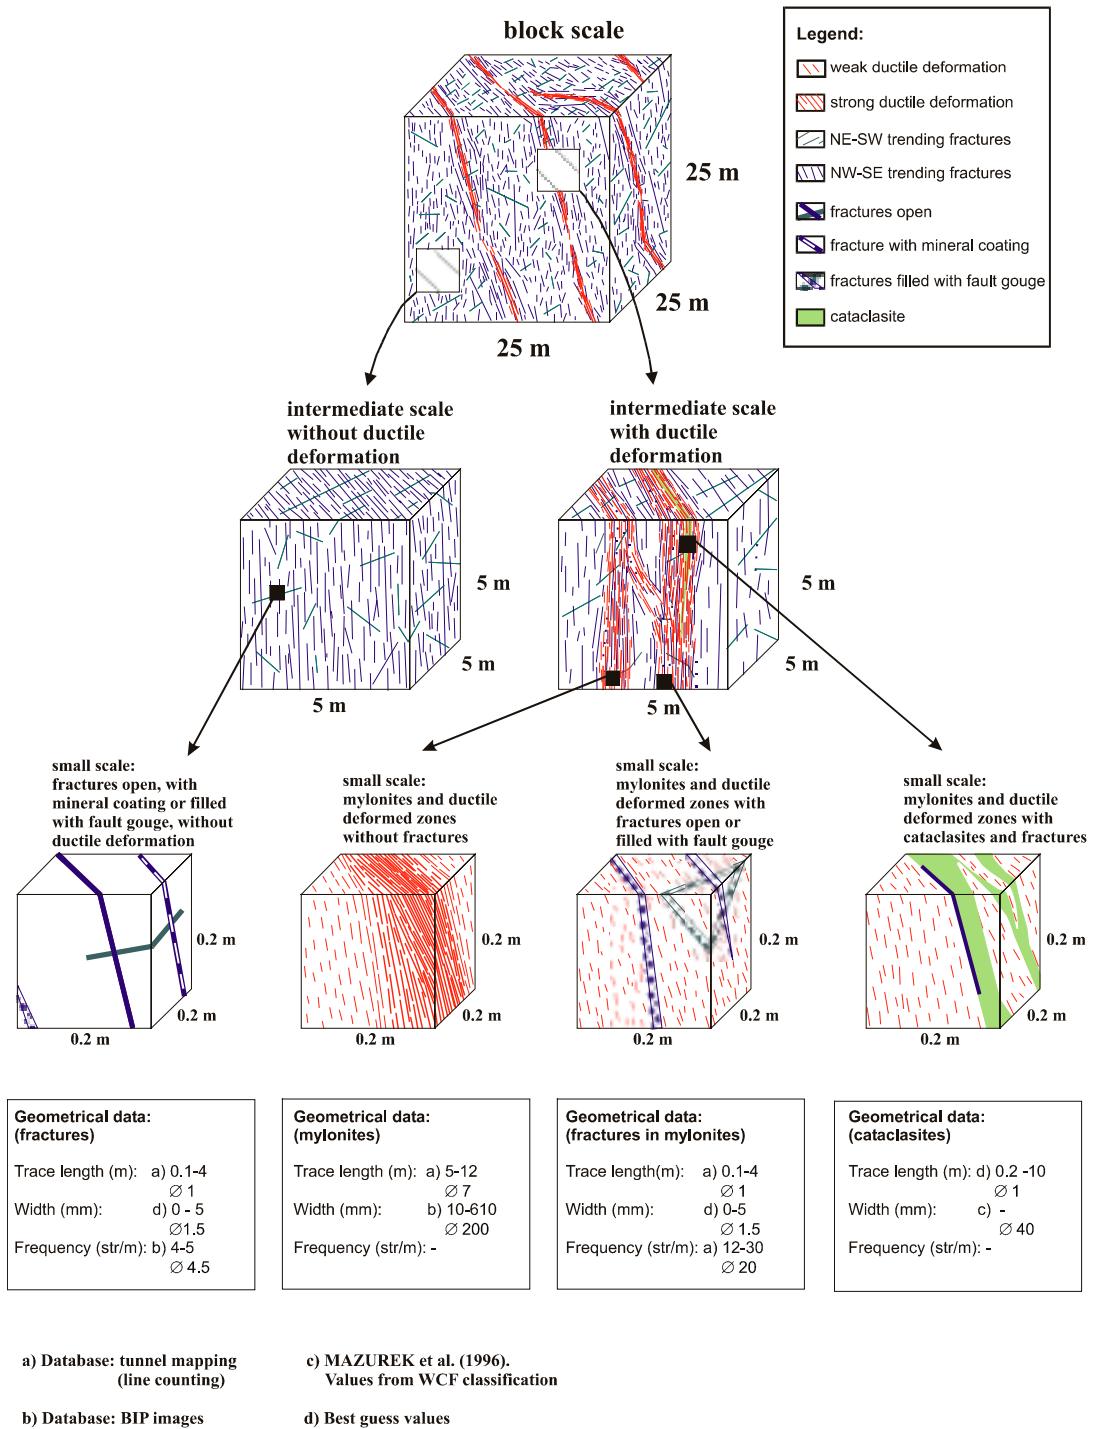 block scale
Legend:
weak ductile deformation
strong ductile deformation
NE-SW trending fractures
NW-SE trending fractures
fractures open
fracture with mineral coating
fractures filled with fault gouge
cataclasite
25 m
25 m
25 m
intermediate scale
without ductile
deformation
intermediate scale
with ductile
deformation
5 m
5 m
5 m
5 m
5 m
5 m
small scale:
fractures open, with
mineral coating or filled
with fault gouge, without
ductile deformation
small scale:
mylonites and ductile
deformed zones
without fractures
small scale:
mylonites and ductile
deformed zones with
fractures open or
filled with fault gouge
small scale:
mylonites and ductile
deformed zones with
cataclasites and fractures
0.2 m
0.2 m
0.2 m
0.2 m
0.2 m
0.2 m
0.2 m
0.2 m
0.2 m
0.2 m
0.2 m
0.2 m
Geometrical data:
(fractures)
Trace length (m): a) 0.1-4
∅ 1
Width (mm): d) 0 - 5
∅1.5
Frequency (str/m): b) 4-5
∅ 4.5
Geometrical data:
(mylonites)
Trace length (m): a) 5-12
∅ 7
Width (mm): b) 10-610
∅ 200
Frequency (str/m): -
Geometrical data:
(fractures in mylonites)
Trace length(m): a) 0.1-4
∅ 1
Width (mm): d) 0-5
∅ 1.5
Frequency (str/m): a) 12-30
∅ 20
Geometrical data:
(cataclasites)
Trace length (m): d) 0.2 -10
∅ 1
Width (mm): c) -
∅ 40
Frequency (str/m): -
a) Database: tunnel mapping
(line counting)
b) Database: BIP images
c) MAZUREK et al. (1996).
Values from WCF classification
d) Best guess values